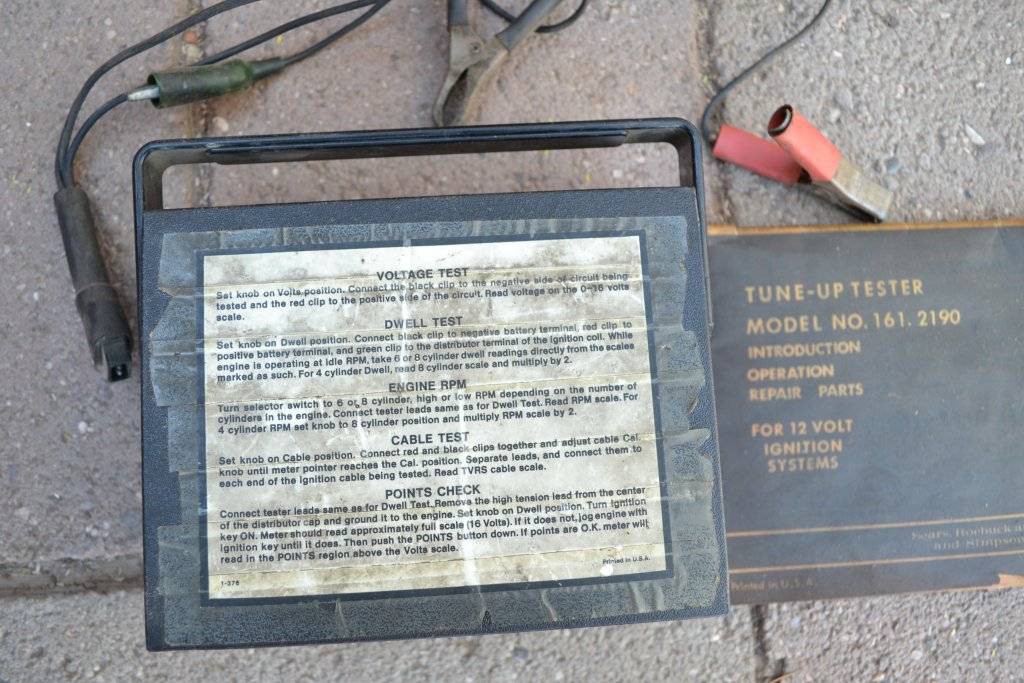 VOLTAGE TEST
Set knob on Volts position. Connect the black clip to the negative side of circuit being
tested and the red clip to the positive side of the circuit. Read voltage on the 0-16 volts
scale.
DWELL TEST
Set knob on Dwell position. Connect black clip to negative battery terminal, red clip to
positive battery terminal, and green clip to the distributor terminal of the ignition coil. While
engine is operating at idle RPM, take 6 or 8 cylinder dwell readings directly from the scales
marked as such. For 4 cylinder Dwell, read 8 cylinder scale and multiply by 2.
ENGINE RPM
Turn selector switch to 6 or 8 cylinder, high or low RPM depending on the number of
cylinders in the engine. Connect tester leads same as for Dwell Test. Read RPM scale. For
4 cylinder RPM set knob to 8 cylinder position and multiply RPM scale by 2.
CABLE TEST
Set knob on Cable position. Connect red and black clips together and adjust cable Cal.
knob until meter pointer reaches the Cal. position. Separate leads, and connect them to
each end of the ignition cable being tested. Read TVRS cable scale.
POINTS CHECK
Connect tester leads same as for Dwell Test. Remove the high tension lead from the center
of the distributor cap and ground it to the engine. Set knob on Dwell position. Turn ignition
key ON. Meter should read approximately full scale (16 Volts). If it does not, jog engine with
ignition key until it does. Then push the POINTS button down. If points are O.K. meter will
read in the POINTS region above the Volts scale.
1-376
Printed in U.S.A.
TUNE-UP TESTER
MODEL NO. 161. 2190
INTRODUCTION
OPERATION
REPAIR PARTS
FOR 12 VOLT
IGNITION
SYSTEMS
Sears, Roebuck a
and Simpson
Printed in U.S.A.